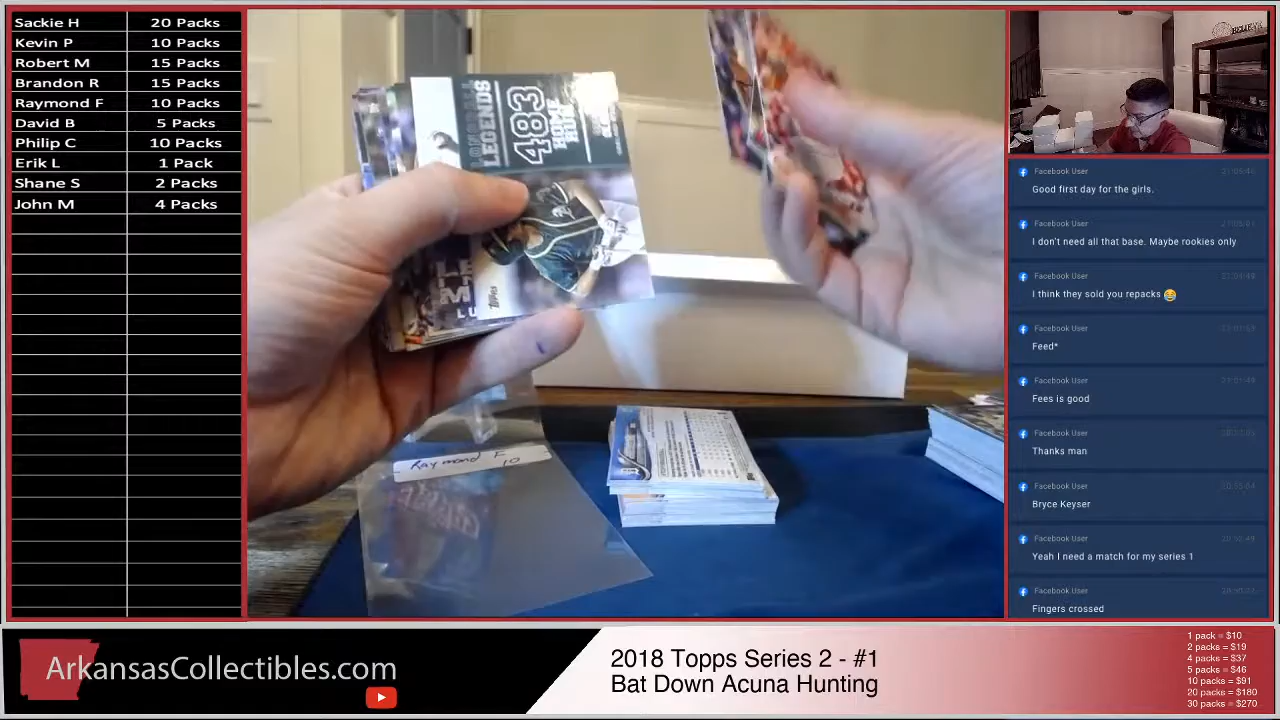 Sackie H 20 Packs
Kevin P 10 Packs
Robert M 15 Packs
Brandon R 15 Packs
Raymond F 10 Packs
David B 5 Packs
Philip C 10 Packs
Erik L 1 Pack
Shane S 2 Packs
John M 4 Packs
LEGENDS
483
HOME
RUN
Topps
Raymond F
10
Facebook User
Good first day for the girls.
Facebook User
I don't need all that base. Maybe rookies only
Facebook User
I think they sold you repacks 😂
Facebook User
Feed*
Facebook User
Fees is good
Facebook User
Thanks man
Facebook User
Bryce Keyser
Facebook User
Yeah I need a match for my series 1
Facebook User
Fingers crossed
ArkansasCollectibles.com
2018 Topps Series 2 - #1
Bat Down Acuna Hunting
1 pack = $10
2 packs = $19
4 packs = $37
5 packs = $46
10 packs = $91
20 packs = $180
30 packs = $270